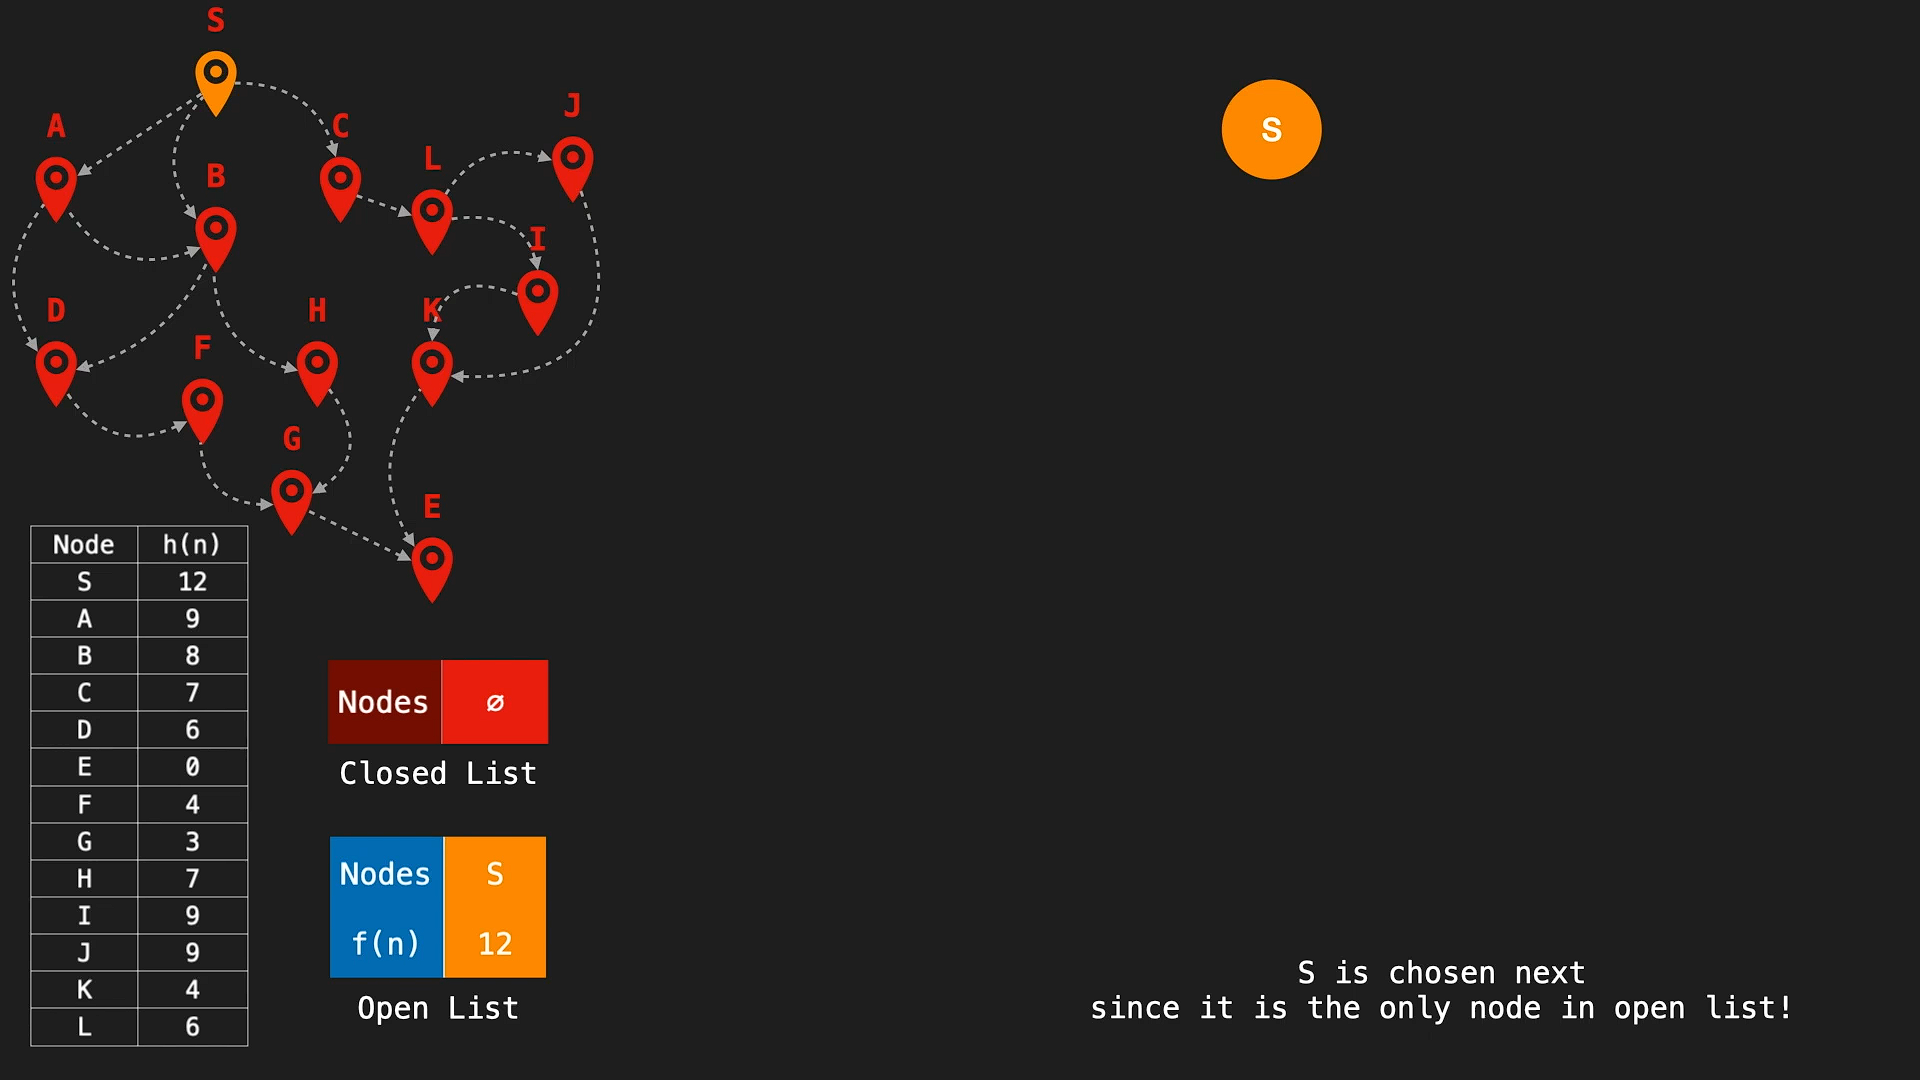 S
A
C
J
L
B
I
D
H
K
F
G
E
S
Node h(n)
S 12
A 9
B 8
C 7
D 6
E 0
F 4
G 3
H 7
I 9
J 9
K 4
L 6
Nodes ∅
Closed List
Nodes S
f(n) 12
Open List
S is chosen next
since it is the only node in open list!